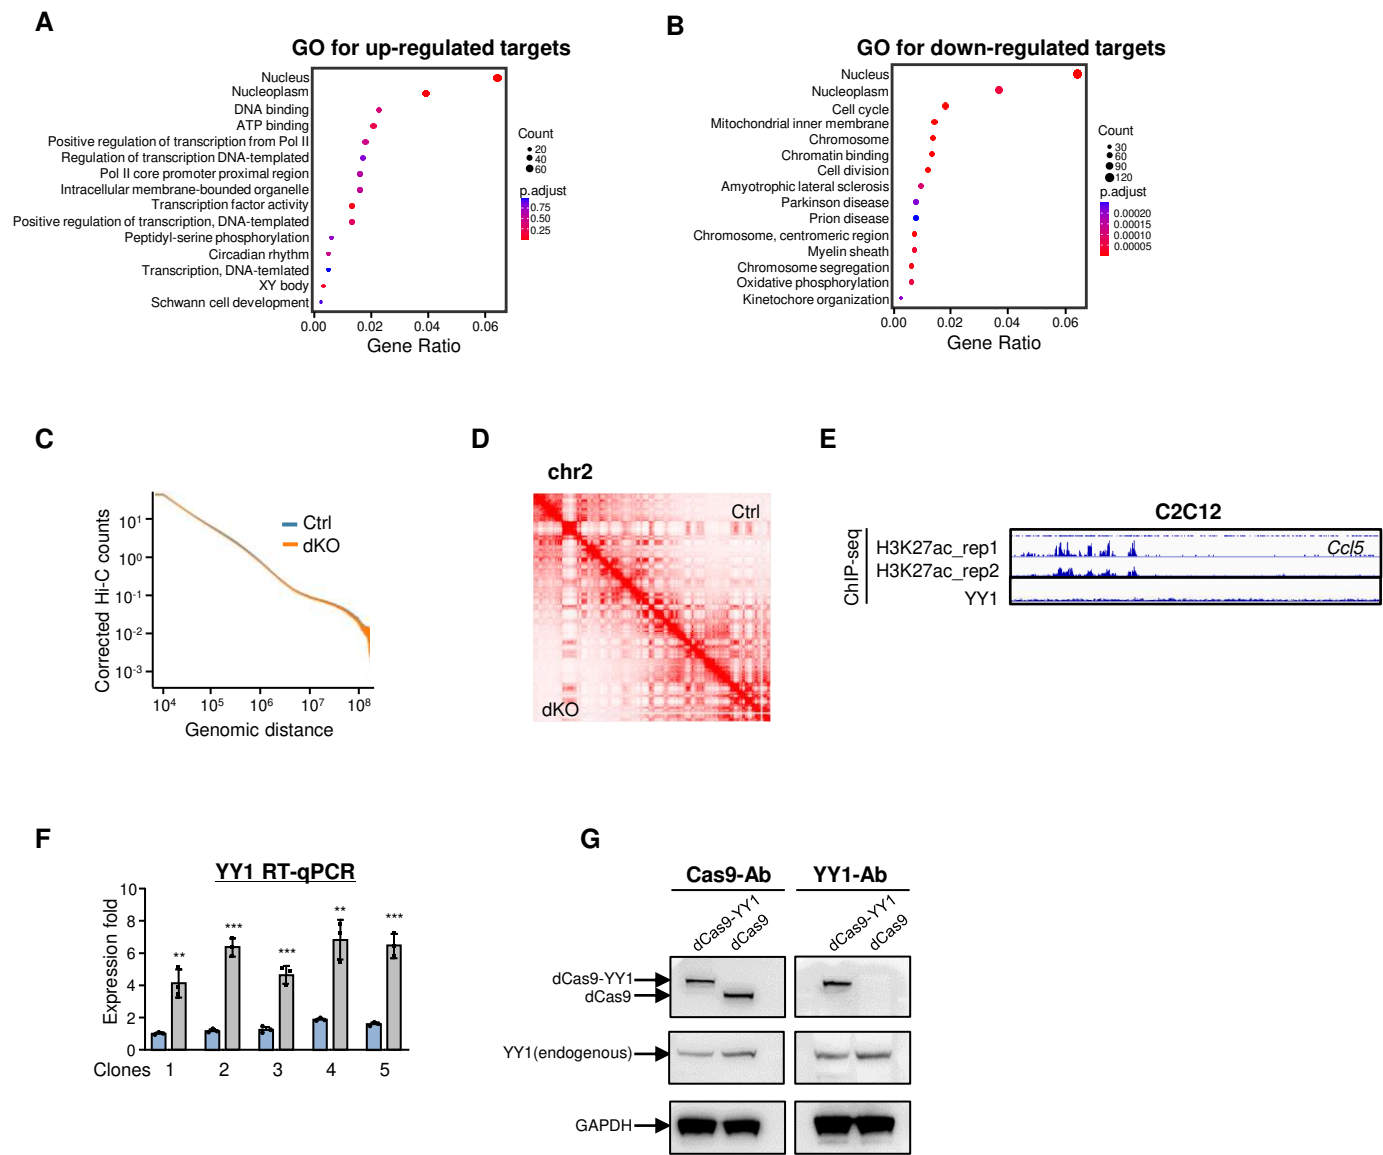 A
GO for up-regulated targets
Nucleus
Nucleoplasm
DNA binding
ATP binding
Positive regulation of transcription from Pol II
Regulation of transcription DNA-templated
Pol II core promoter proximal region
Intracellular membrane-bounded organelle
Transcription factor activity
Positive regulation of transcription, DNA-templated
Peptidyl-serine phosphorylation
Circadian rhythm
Transcription, DNA-temlated
XY body
Schwann cell development
0.00 0.02 0.04 0.06
Gene Ratio
Count
20
40
60
p.adjust
0.75
0.50
0.25
B
GO for down-regulated targets
Nucleus
Nucleoplasm
Cell cycle
Mitochondrial inner membrane
Chromosome
Chromatin binding
Cell division
Amyotrophic lateral sclerosis
Parkinson disease
Prion disease
Chromosome, centromeric region
Myelin sheath
Chromosome segregation
Oxidative phosphorylation
Kinetochore organization
0.00 0.02 0.04 0.06
Gene Ratio
Count
30
60
90
120
p.adjust
0.00020
0.00015
0.00010
0.00005
C
Corrected Hi-C counts
10¹
10⁰
10⁻¹
10⁻²
10⁻³
Ctrl
dKO
10⁴ 10⁵ 10⁶ 10⁷ 10⁸
Genomic distance
D
chr2
Ctrl
dKO
E
C2C12
ChIP-seq
H3K27ac_rep1
Ccl5
H3K27ac_rep2
YY1
F
YY1 RT-qPCR
Expression fold
10
8
6
4
2
0
** *** *** ** ***
Clones 1 2 3 4 5
G
Cas9-Ab YY1-Ab
dCas9-YY1 dCas9 dCas9-YY1 dCas9
dCas9-YY1
dCas9
YY1(endogenous)
GAPDH